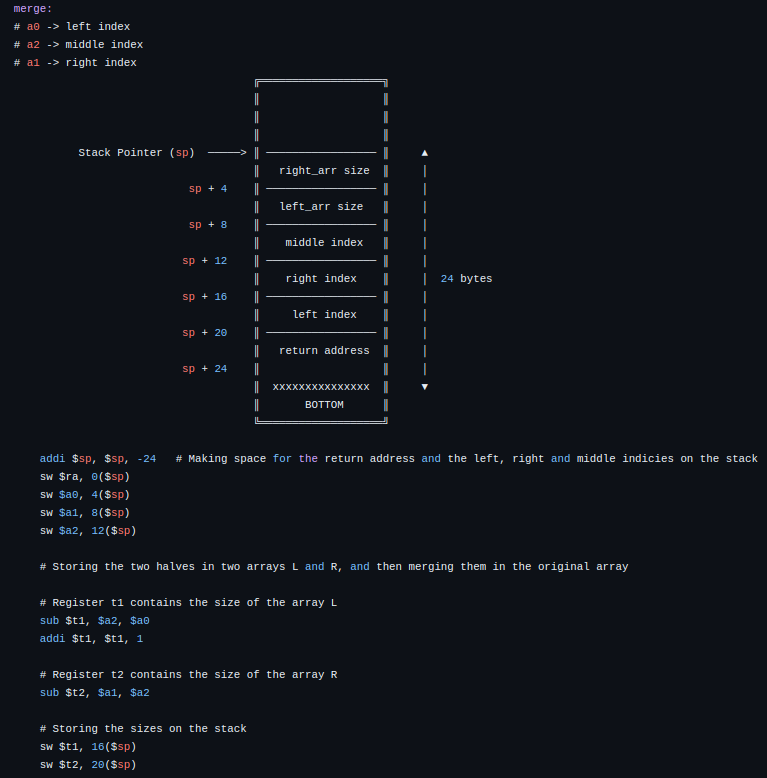 merge:
# a0 -> left index
# a2 -> middle index
# a1 -> right index
Stack Pointer (sp) ─────>
right_arr size
sp + 4
left_arr size
sp + 8
middle index
sp + 12
right index
24 bytes
sp + 16
left index
sp + 20
return address
sp + 24
xxxxxxxxxxxxxxx
BOTTOM
addi $sp, $sp, -24   # Making space for the return address and the left, right and middle indicies on the stack
sw $ra, 0($sp)
sw $a0, 4($sp)
sw $a1, 8($sp)
sw $a2, 12($sp)
# Storing the two halves in two arrays L and R, and then merging them in the original array
# Register t1 contains the size of the array L
sub $t1, $a2, $a0
addi $t1, $t1, 1
# Register t2 contains the size of the array R
sub $t2, $a1, $a2
# Storing the sizes on the stack
sw $t1, 16($sp)
sw $t2, 20($sp)